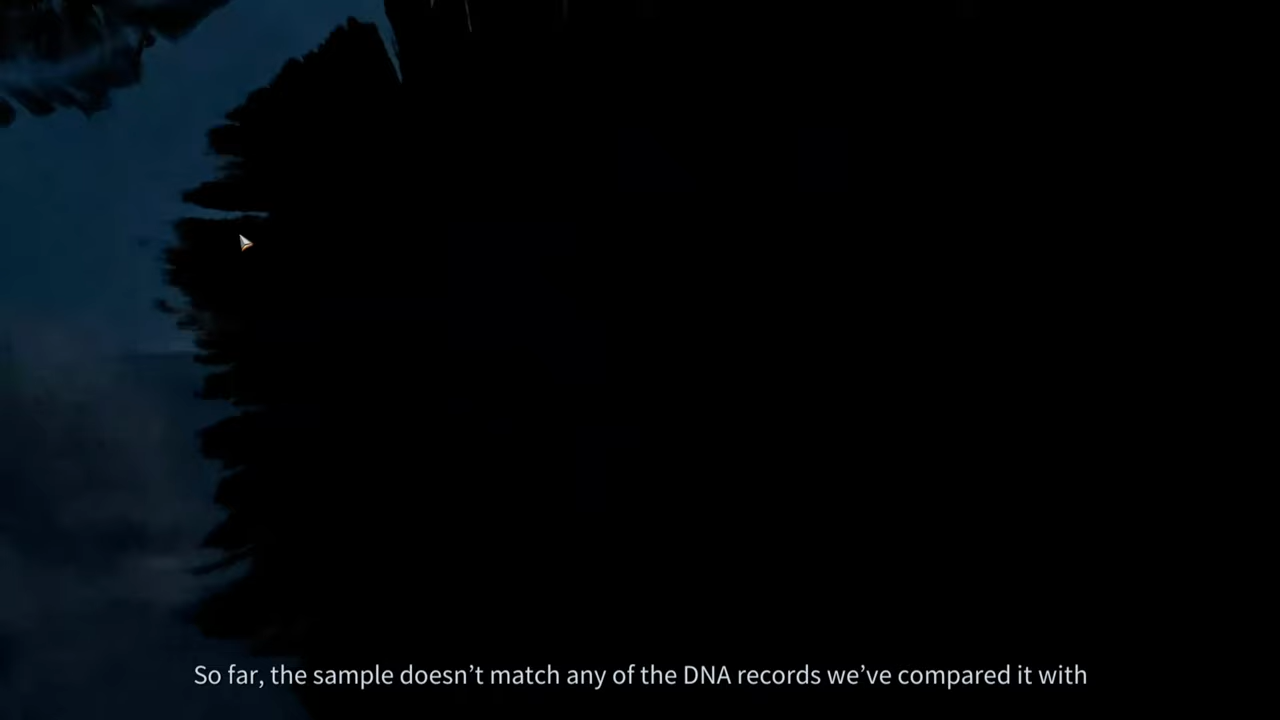 So far, the sample doesn’t match any of the DNA records we’ve compared it with